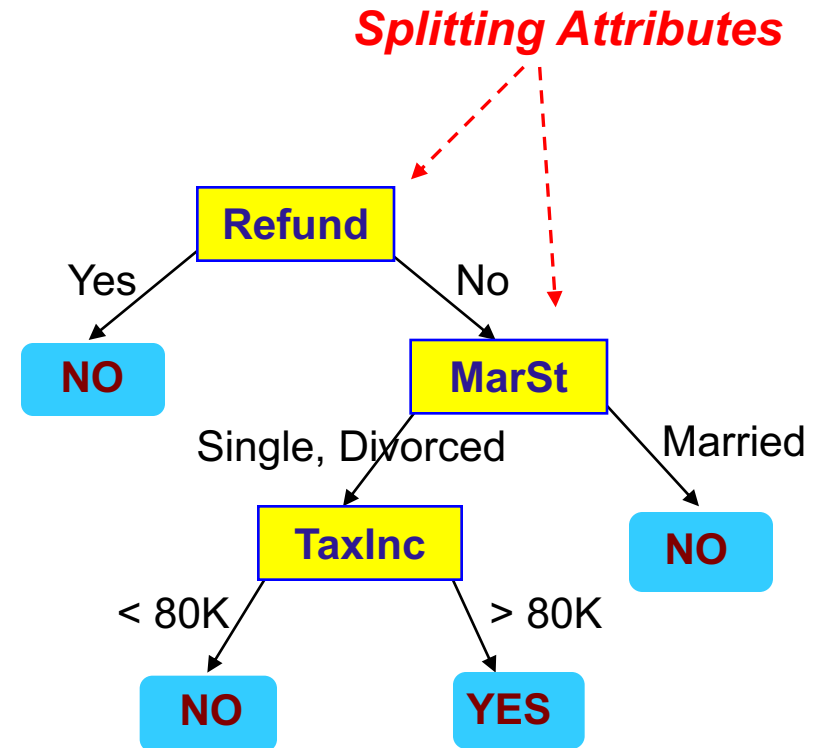 Splitting Attributes
Refund
Yes
No
NO
MarSt
Single, Divorced
Married
TaxInc
NO
< 80K
> 80K
NO
YES